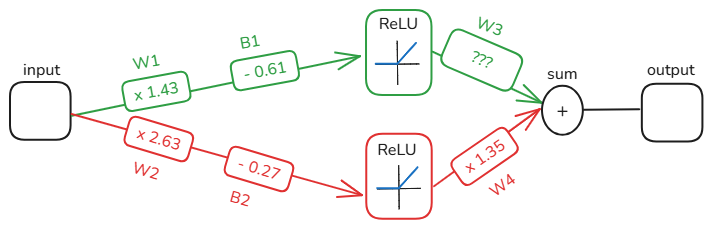 input
W1
x 1.43
B1
- 0.61
ReLU
W3
???
sum
+
output
x 2.63
W2
- 0.27
B2
ReLU
x 1.35
W4